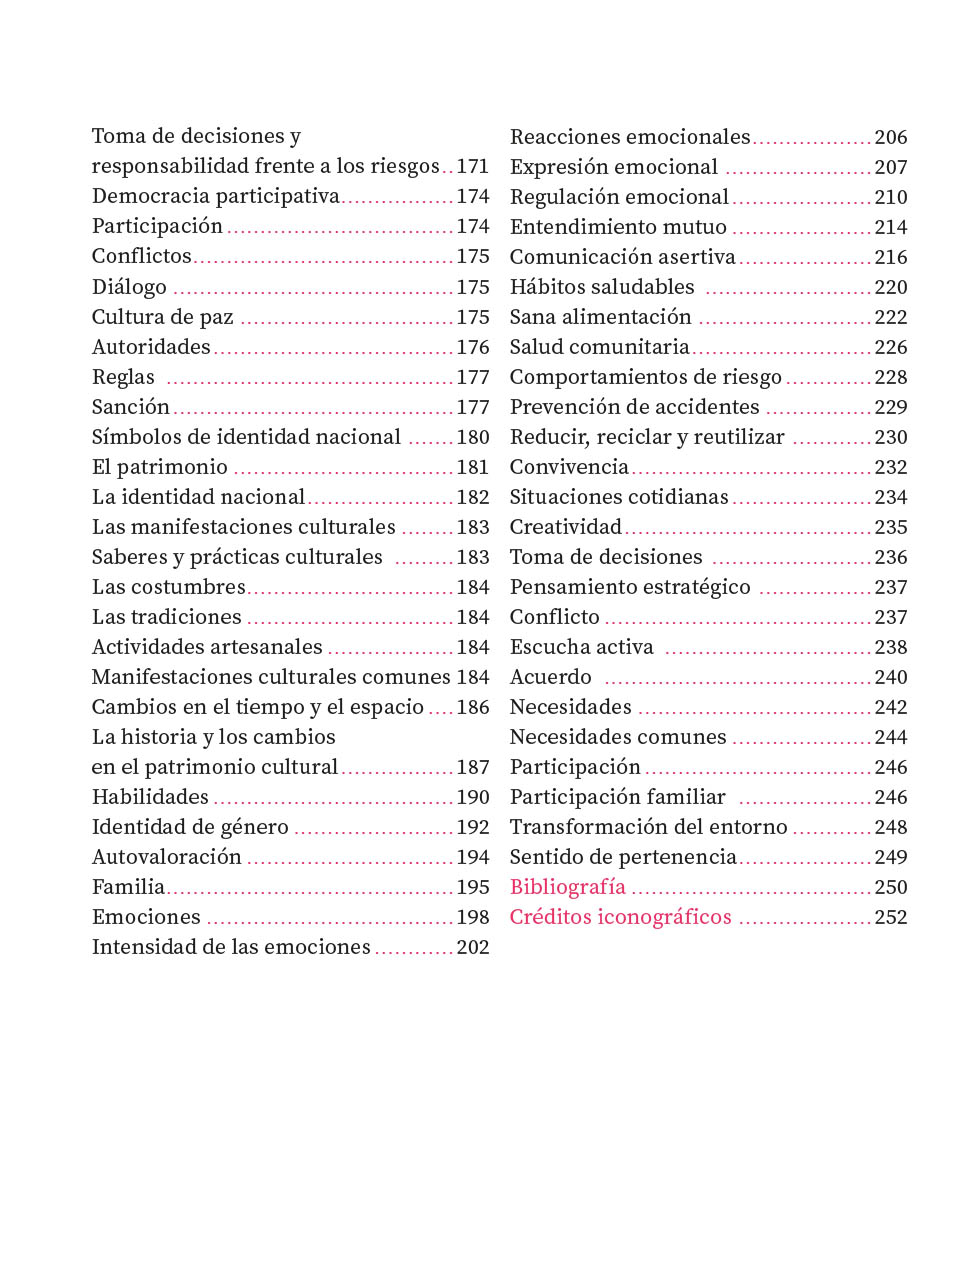 Toma de decisiones y
responsabilidad frente a los riesgos..171
Democracia participativa.................174
Participación..................................174
Conflictos.......................................175
Diálogo ..........................................175
Cultura de paz ................................175
Autoridades....................................176
Reglas ...........................................177
Sanción..........................................177
Símbolos de identidad nacional .......180
El patrimonio .................................181
La identidad nacional......................182
Las manifestaciones culturales ........183
Saberes y prácticas culturales .........183
Las costumbres...............................184
Las tradiciones ...............................184
Actividades artesanales ...................184
Manifestaciones culturales comunes 184
Cambios en el tiempo y el espacio ....186
La historia y los cambios
en el patrimonio cultural.................187
Habilidades ....................................190
Identidad de género ........................192
Autovaloración ...............................194
Familia...........................................195
Emociones .....................................198
Intensidad de las emociones ............202
Reacciones emocionales..................206
Expresión emocional ......................207
Regulación emocional.....................210
Entendimiento mutuo .....................214
Comunicación asertiva....................216
Hábitos saludables .........................220
Sana alimentación ..........................222
Salud comunitaria...........................226
Comportamientos de riesgo.............228
Prevención de accidentes ................229
Reducir, reciclar y reutilizar ............230
Convivencia....................................232
Situaciones cotidianas.....................234
Creatividad.....................................235
Toma de decisiones ........................236
Pensamiento estratégico .................237
Conflicto ........................................237
Escucha activa ...............................238
Acuerdo ........................................240
Necesidades ...................................242
Necesidades comunes .....................244
Participación..................................246
Participación familiar ....................246
Transformación del entorno ............248
Sentido de pertenencia....................249
Bibliografía ....................................250
Créditos iconográficos ....................252